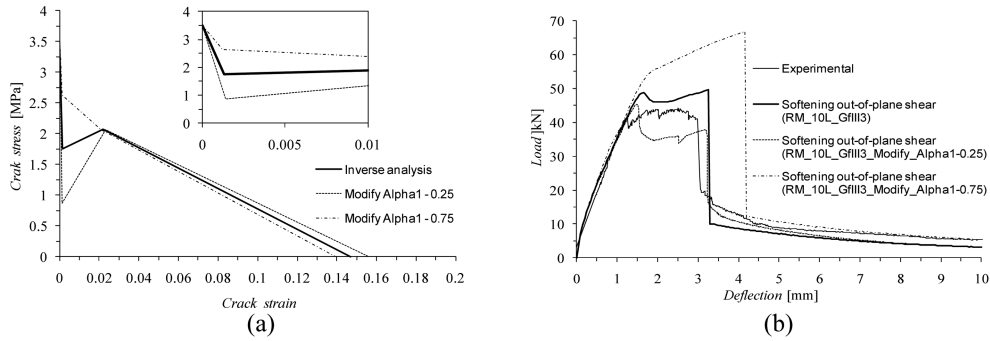 4
3.5
3
2.5
2
1.5
1
0.5
0
0
0.02
0.04
0.06
0.08
0.1
0.12
0.14
0.16
0.18
0.2
Crak stress [MPa]
Crack strain
4
3
2
1
0
0
0.005
0.01
Inverse analysis
Modify Alpha1 - 0.25
Modify Alpha1 - 0.75
(a)
70
60
50
40
30
20
10
0
0
1
2
3
4
5
6
7
8
9
10
Load]kN
Deflection [mm]
Experimental
Softening out-of-plane shear
(RM_10L_GfIII3)
Softening out-of-plane shear
(RM_10L_GfIII3_Modify_Alpha1-0.25)
Softening out-of-plane shear
(RM_10L_GfIII3_Modify_Alpha1-0.75)
(b)